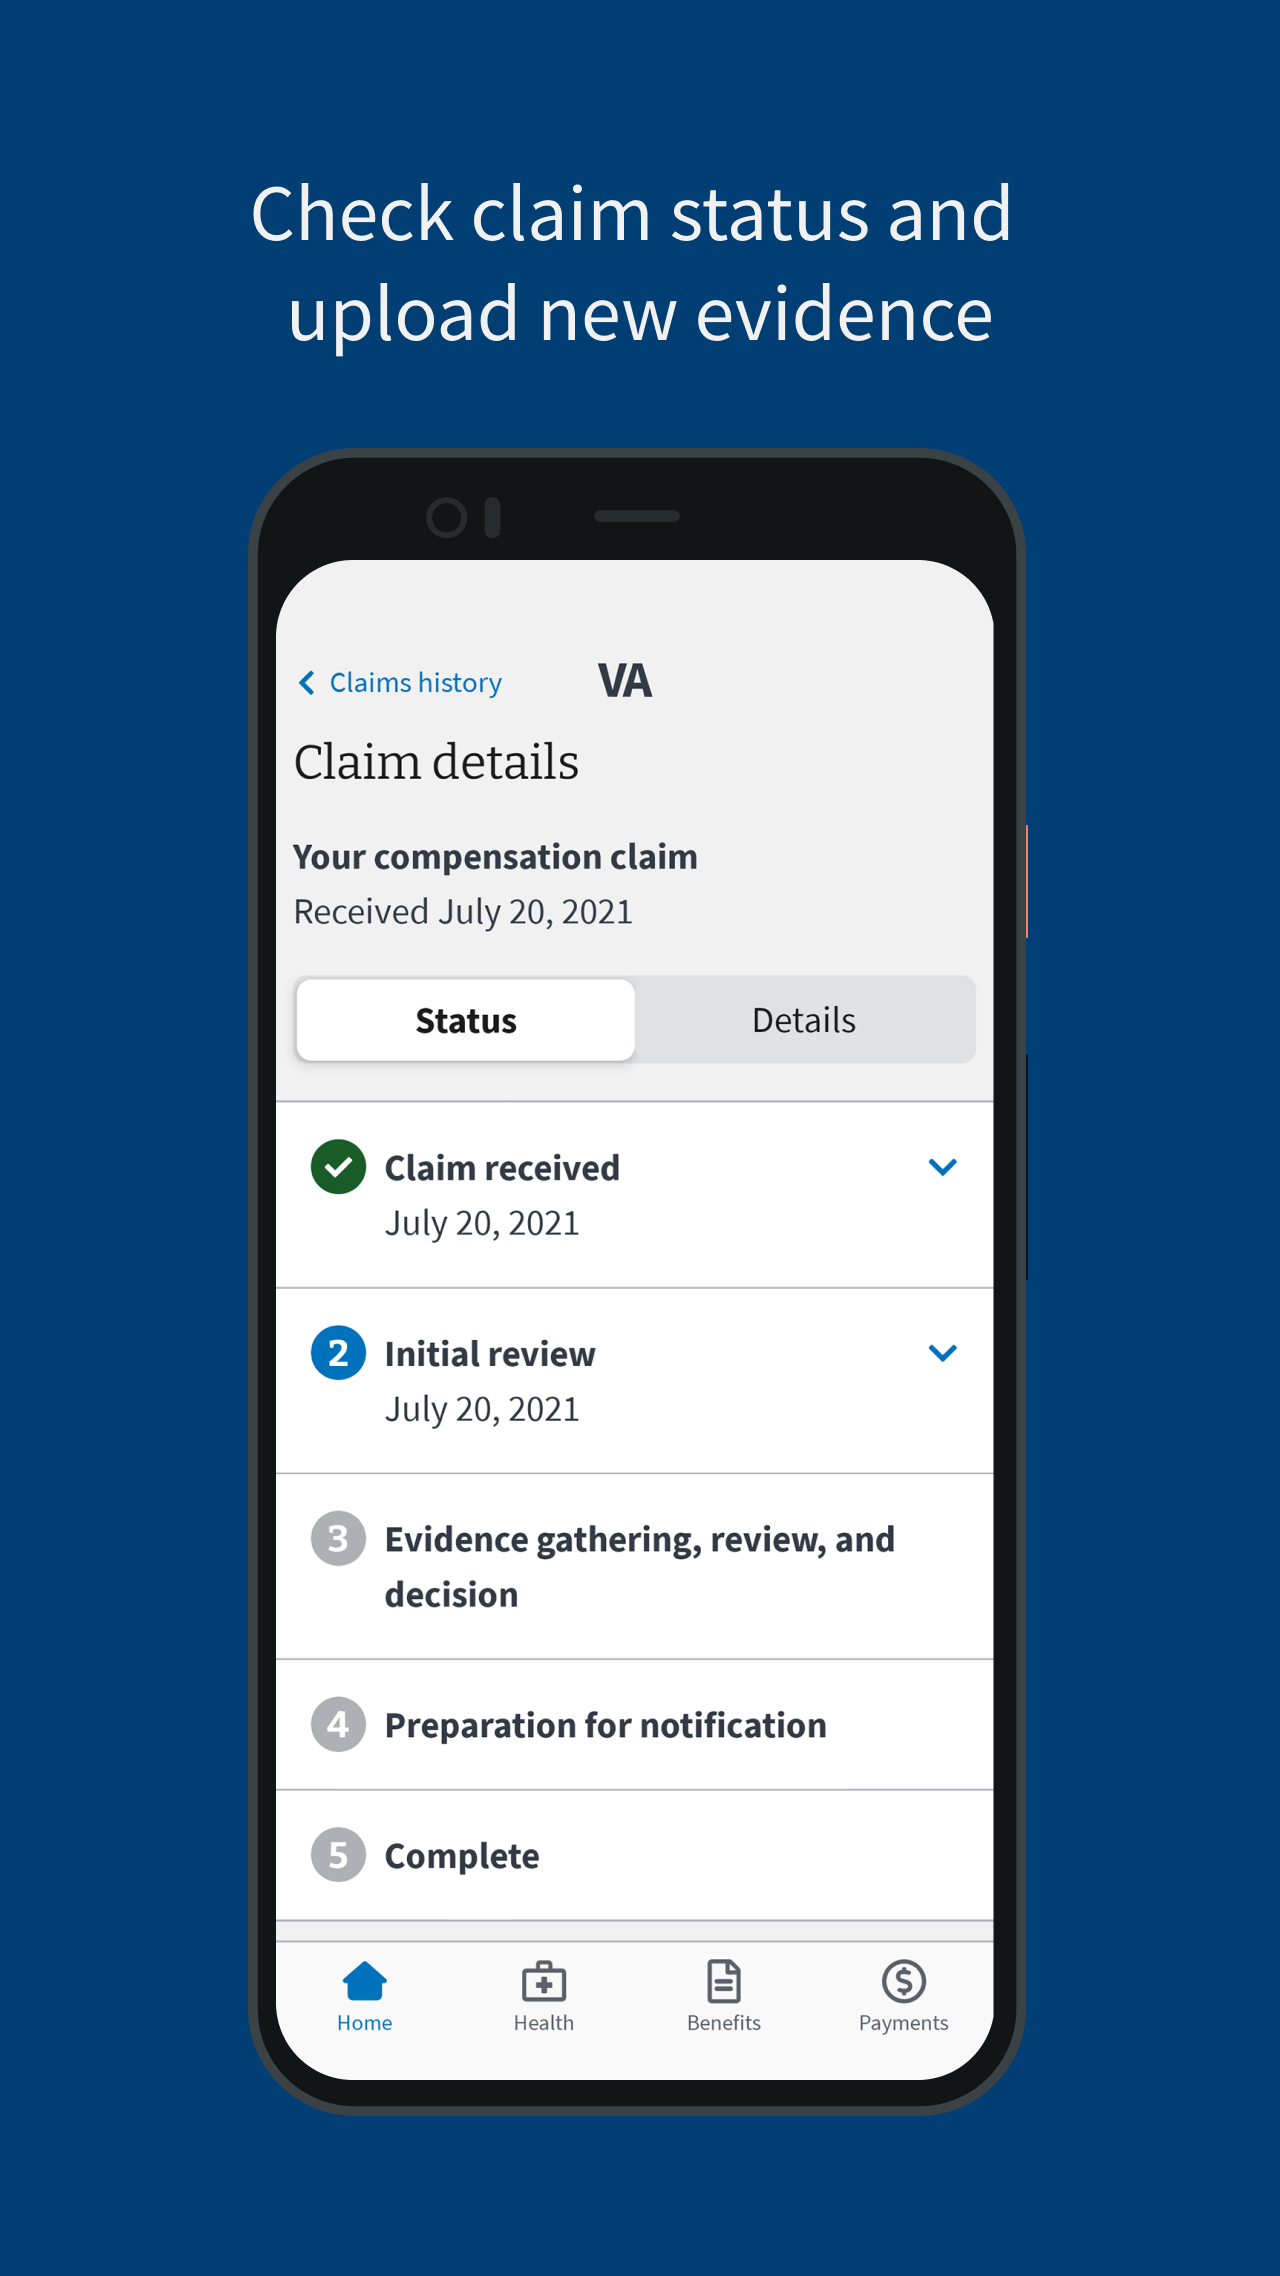 Check claim status and
upload new evidence
Claims history
VA
Claim details
Your compensation claim
Received July 20, 2021
Status
Details
Claim received
July 20, 2021
2
Initial review
July 20, 2021
3
Evidence gathering, review, and
decision
4
Preparation for notification
5
Complete
Home
Health
Benefits
Payments